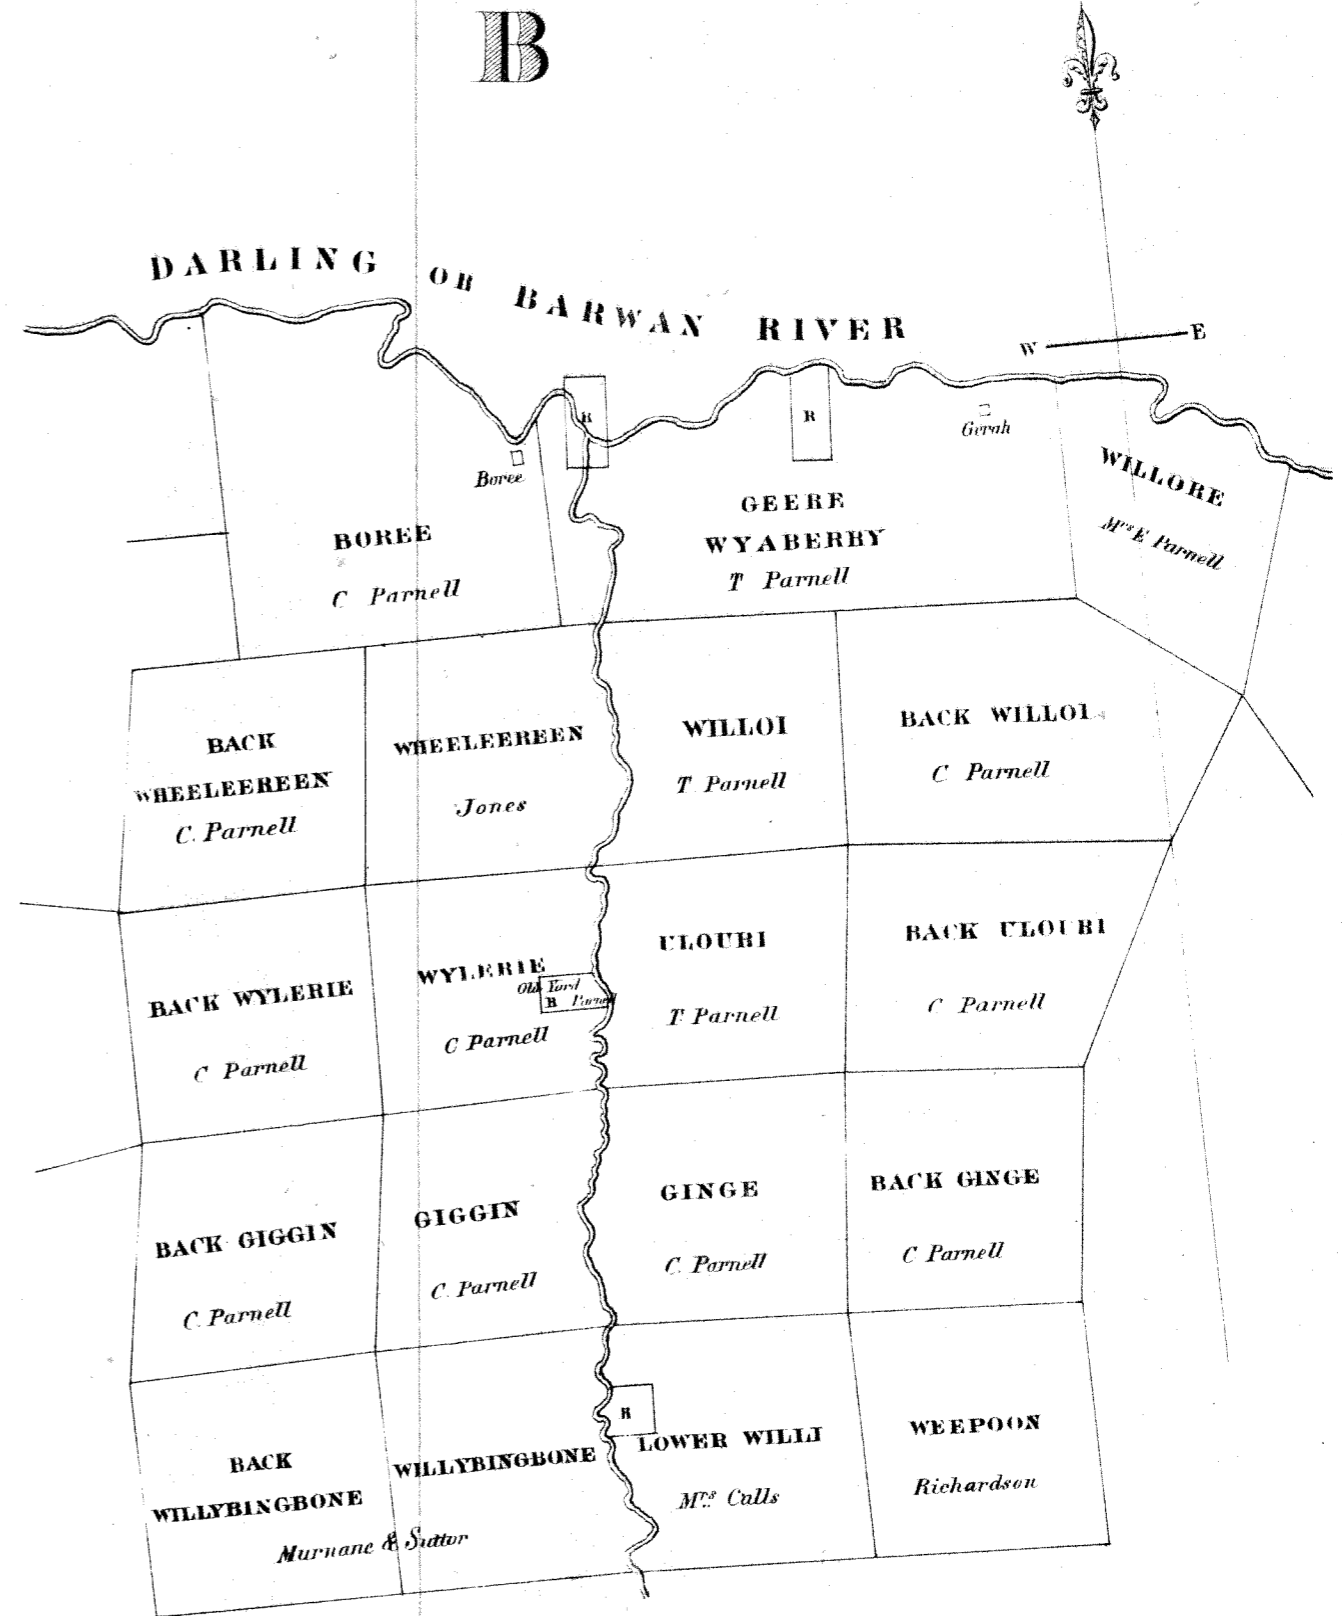 B
DARLING OR BARWAN RIVER
W E
R
R
Gerah
Boree
WILLORE
Mrs E Parnell
GEERE
WYABERRY
T Parnell
BOREE
C Parnell
BACK
WHEELEEREEN
C. Parnell
WHEELEEREEN
Jones
WILLOI
T. Parnell
BACK WILLOI
C Parnell
BACK WYLERIE
C Parnell
WYLERIE
Old Yard
R Parnell
C Parnell
ULOURI
T. Parnell
BACK ULOURI
C Parnell
BACK GIGGIN
C. Parnell
GIGGIN
C. Parnell
GINGE
C. Parnell
BACK GINGE
C Parnell
BACK
WILLYBINGBONE
WILLYBINGBONE
Murnane & Suttor
R
LOWER WILLI
Mrs. Calls
WEEPOON
Richardson